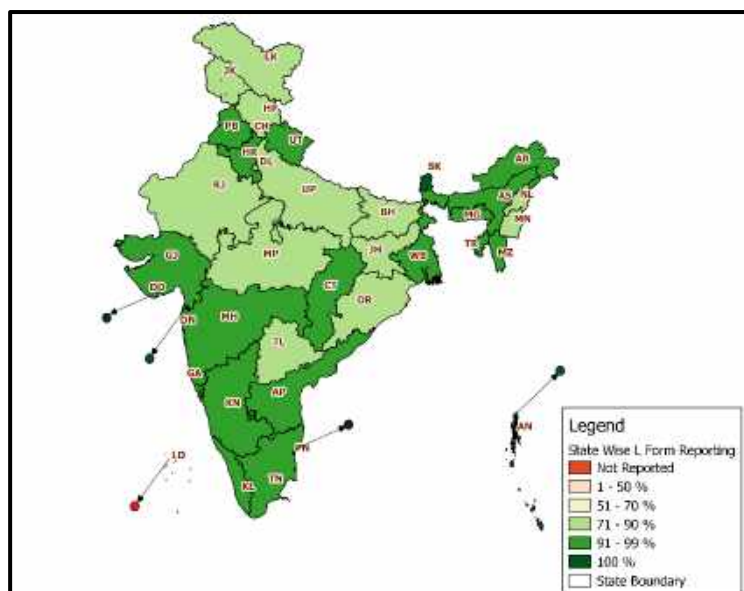 LK
JK
HP
CH
PB
UT
HR
DL
SK
AR
RJ
UP
AS
NL
BH
MG
MN
JH
TR
GJ
MP
WB
MZ
CT
DD
OR
DN
MH
TL
GA
AP
KN
AN
PN
LD
KL
TN
Legend
State Wise L Form Reporting
Not Reported
1 - 50 %
51 - 70 %
71 - 90 %
91 - 99 %
100 %
State Boundary